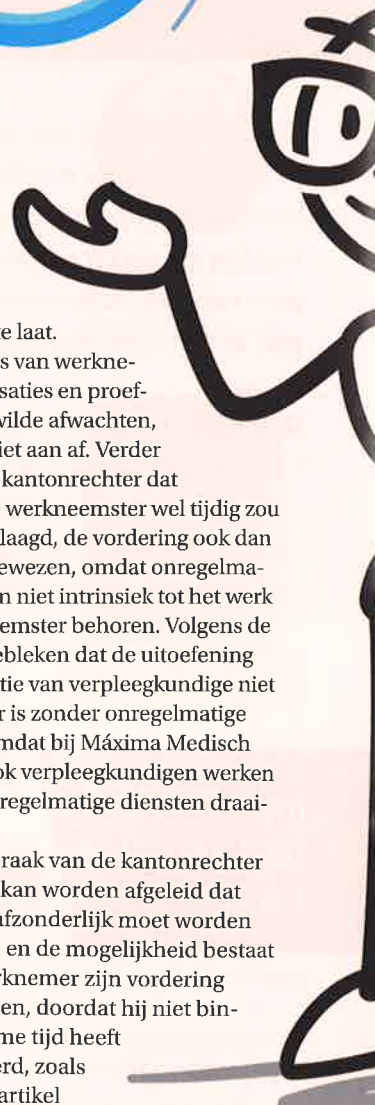 te laat.
s van werkne-
saties en proef-
wilde afwachten,
iet aan af. Verder
kantonrechter dat
werkneemster wel tijdig zou
laagd, de vordering ook dan
ewezen, omdat onregelma-
n niet intrinsiek tot het werk
eemster behoren. Volgens de
ebleken dat de uitoefening
tie van verpleegkundige niet
r is zonder onregelmatige
mdat bij Máxima Medisch
ok verpleegkundigen werken
regelmatige diensten draai-
raak van de kantonrechter
kan worden afgeleid dat
afzonderlijk moet worden
en de mogelijkheid bestaat
rknemer zijn vordering
en, doordat hij niet bin-
me tijd heeft
erd, zoals
artikel